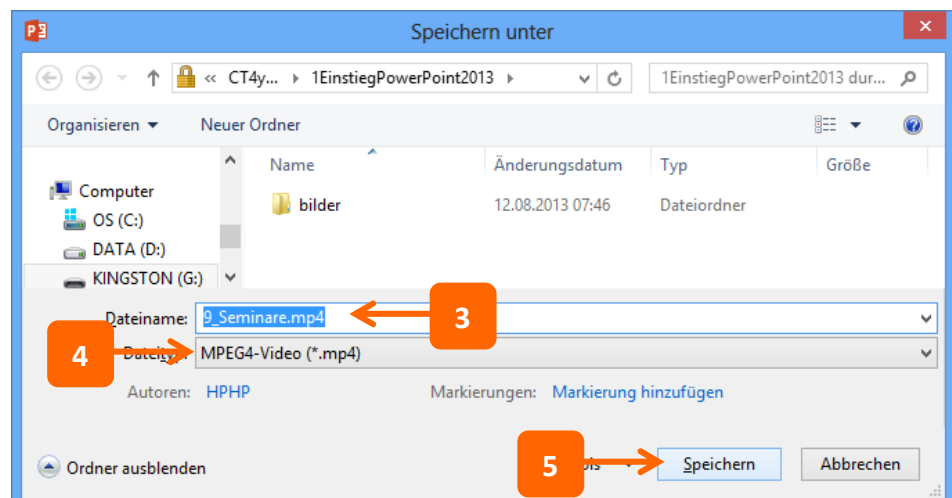 Speichern unter
« CT4y... ▸ 1EinstiegPowerPoint2013 ▸ 1EinstiegPowerPoint2013 dur...
Organisieren Neuer Ordner
Name Änderungsdatum Typ Größe
Computer
bilder 12.08.2013 07:46 Dateiordner
OS (C:)
DATA (D:)
KINGSTON (G:)
Dateiname: 9_Seminare.mp4 3
4 MPEG4-Video (*.mp4)
Autoren: HPHP Markierungen: Markierung hinzufügen
Ordner ausblenden 5 Speichern Abbrechen